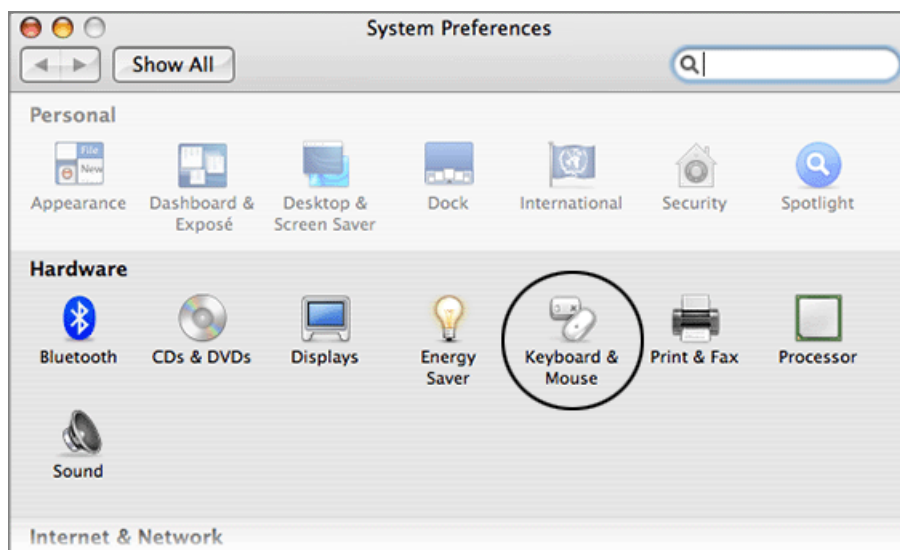 System Preferences
Show All
Personal
File
New
Appearance
Dashboard &
Exposé
Desktop &
Screen Saver
Dock
International
Security
Spotlight
Hardware
Bluetooth
CDs & DVDs
Displays
Energy
Saver
Keyboard &
Mouse
Print & Fax
Processor
Sound
Internet & Network